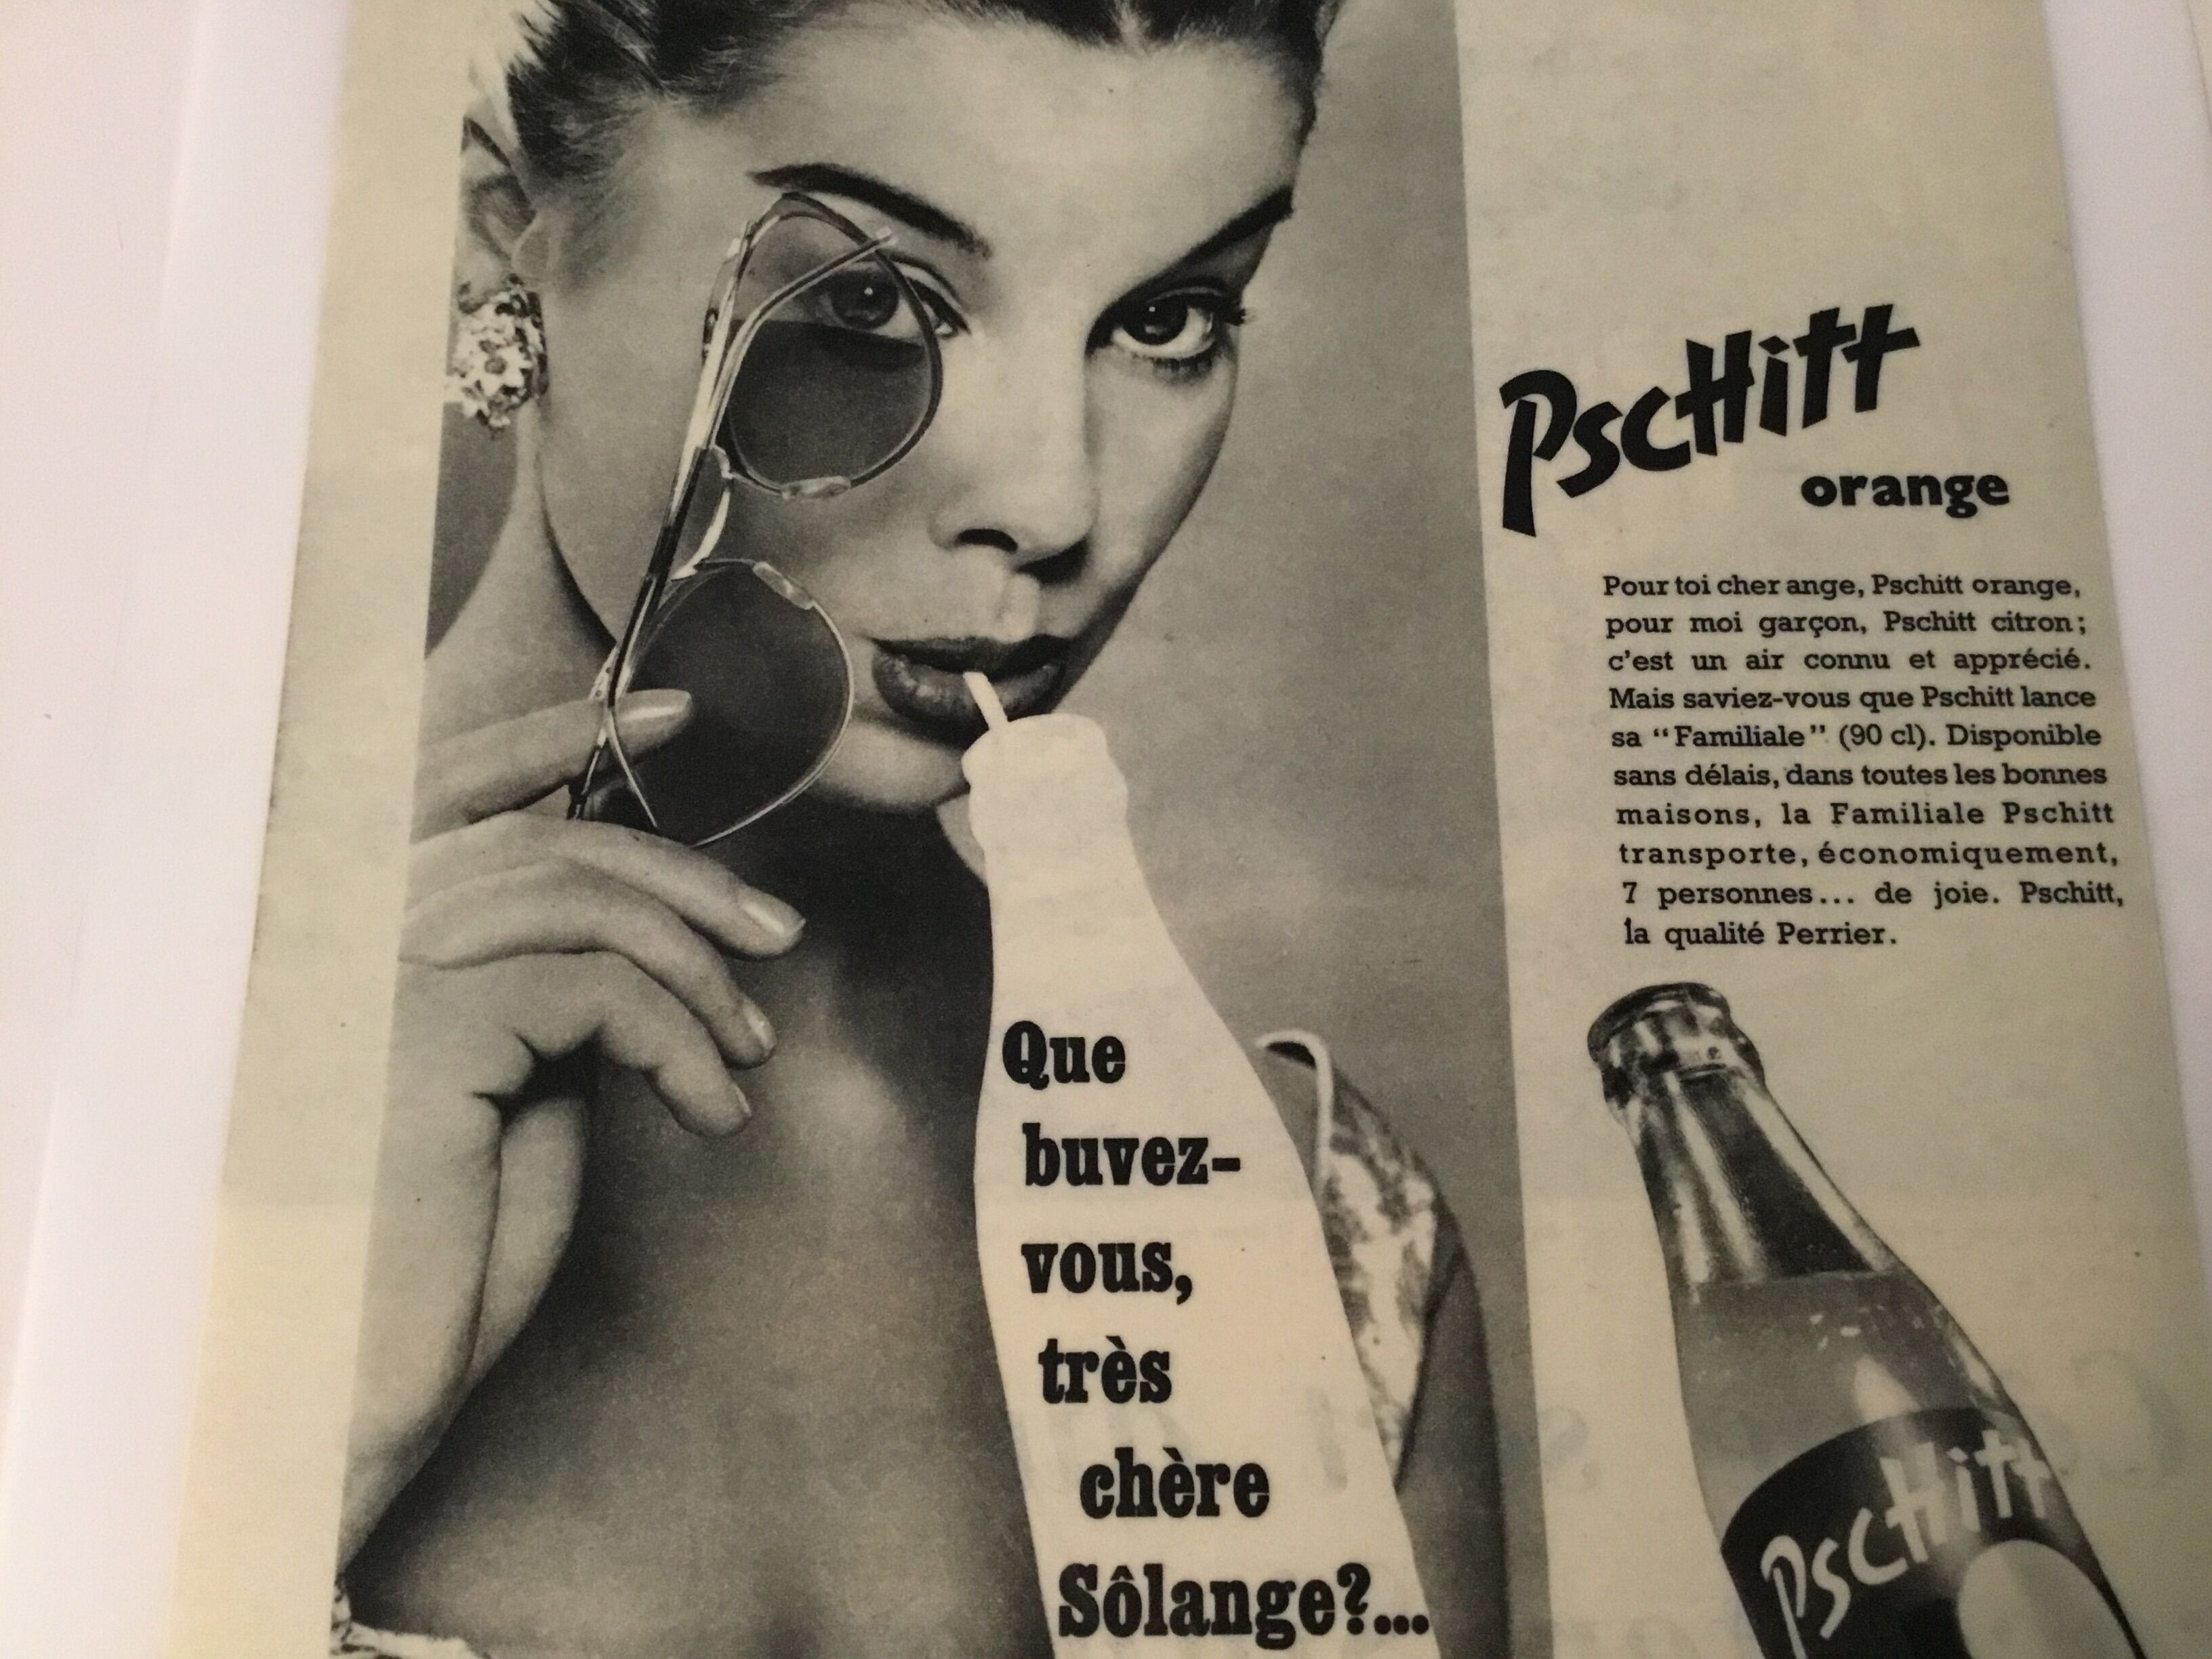 Pschitt
orange
Pour toi cher ange, Pschitt orange,
pour moi garçon, Pschitt citron;
c'est un air connu et apprécié.
Mais saviez-vous que Pschitt lance
sa “Familiale” (90 cl). Disponible
sans délais, dans toutes les bonnes
maisons, la Familiale Pschitt
transporte, économiquement,
7 personnes... de joie. Pschitt,
la qualité Perrier.
Que
buvez-
vous,
très
chère
Sôlange?...
Pschitt